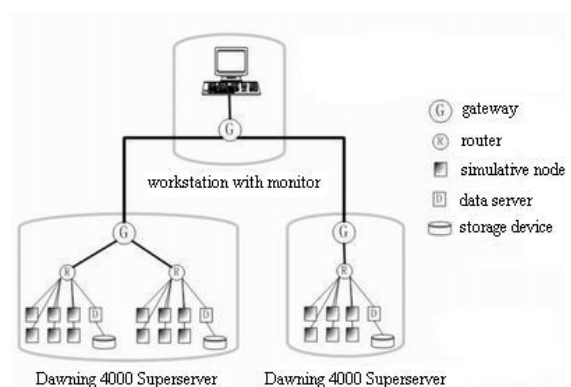 G
G gateway
R router
simulative node
D data server
storage device
workstation with monitor
G
G
R
R
R
D
D
D
Dawning 4000 Superserver
Dawning 4000 Superserver